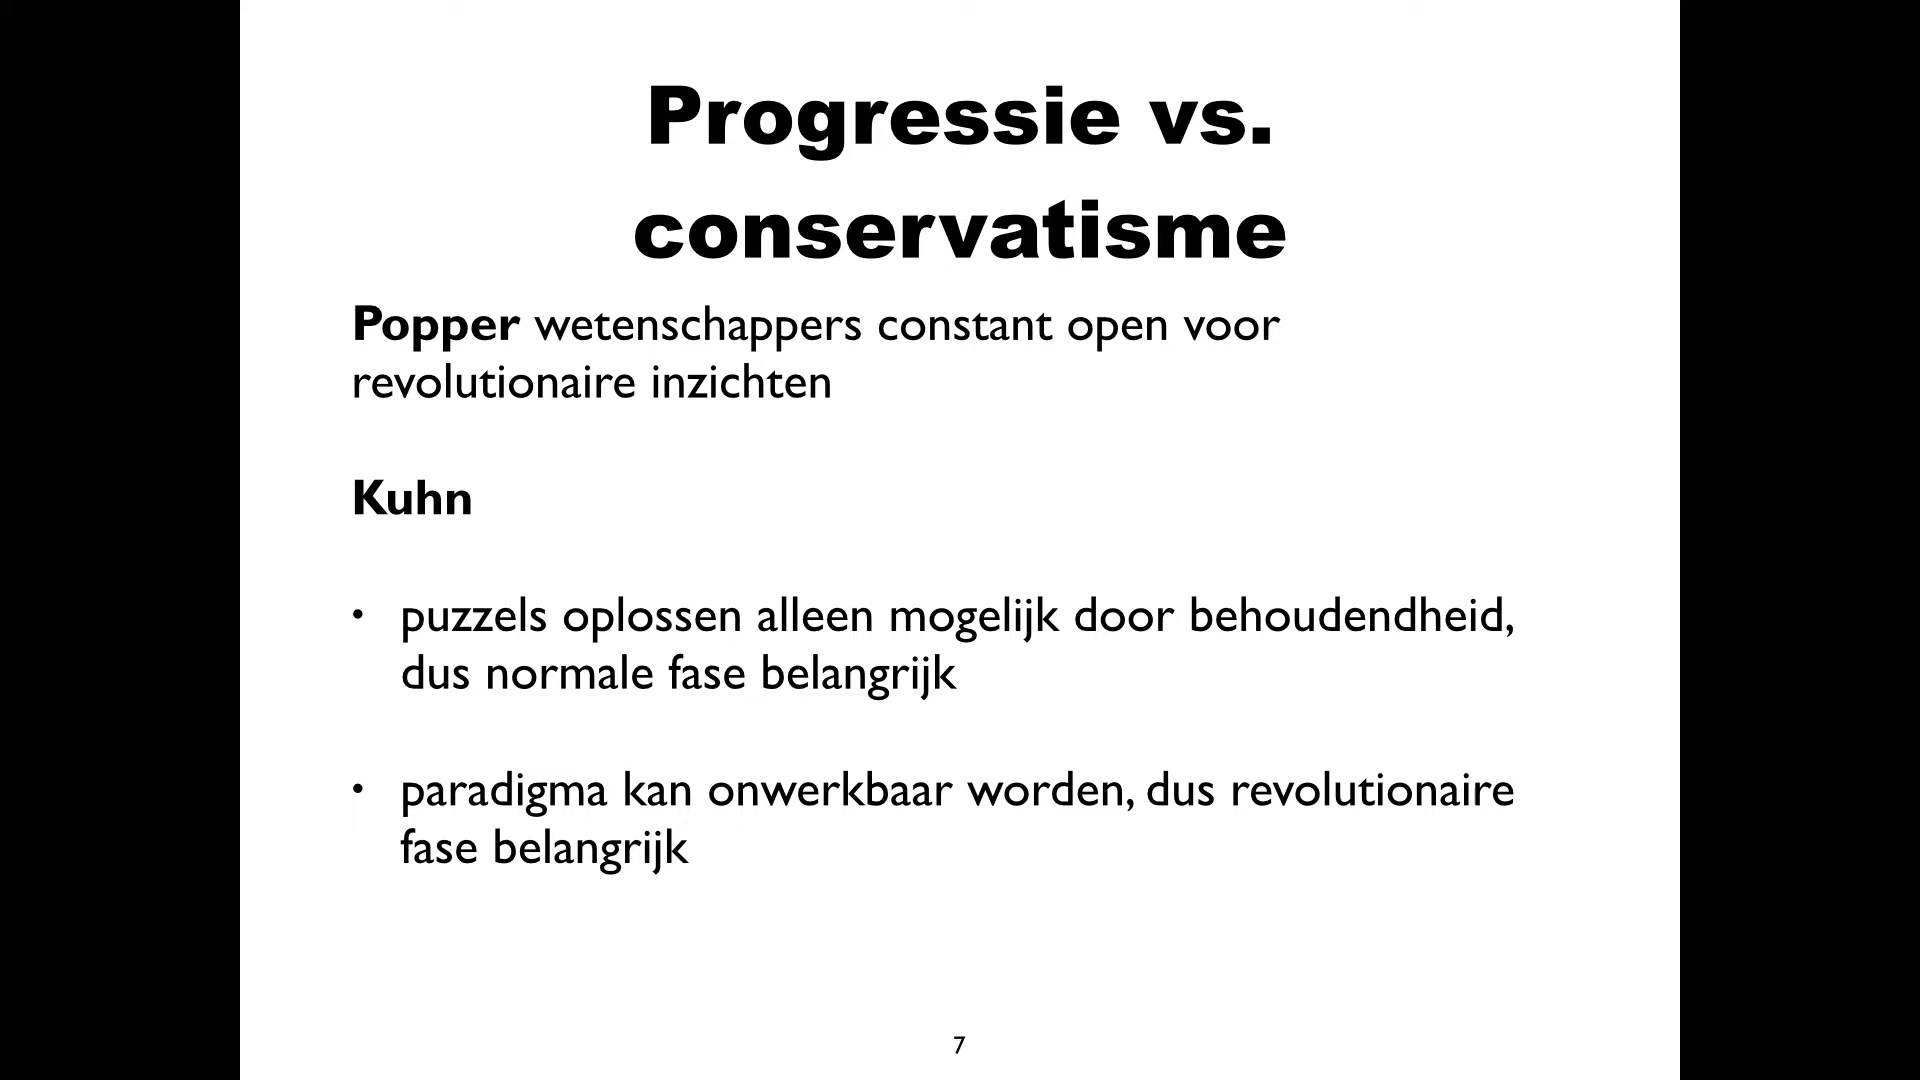 Progressie vs.
conservatisme
Popper wetenschappers constant open voor
revolutionaire inzichten
Kuhn
• puzzels oplossen alleen mogelijk door behoudendheid,
dus normale fase belangrijk
• paradigma kan onwerkbaar worden, dus revolutionaire
fase belangrijk
7